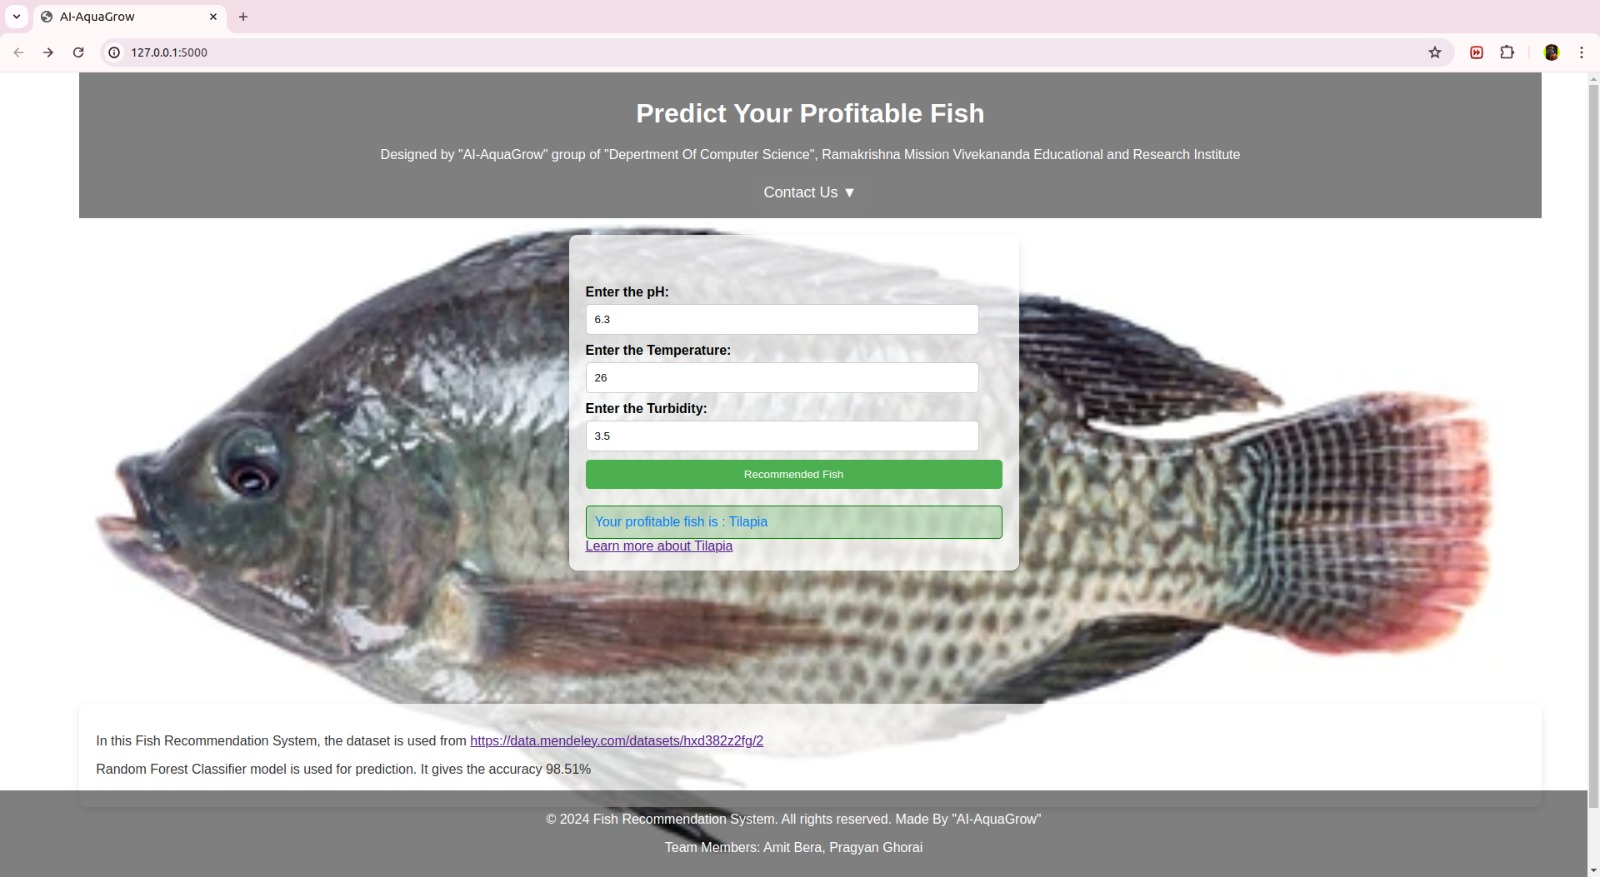 AI-AquaGrow
127.0.0.1:5000
Predict Your Profitable Fish
Designed by "AI-AquaGrow" group of "Depertment Of Computer Science", Ramakrishna Mission Vivekananda Educational and Research Institute
Contact Us ▼
Enter the pH:
6.3
Enter the Temperature:
26
Enter the Turbidity:
3.5
Recommended Fish
Your profitable fish is : Tilapia
Learn more about Tilapia
In this Fish Recommendation System, the dataset is used from https://data.mendeley.com/datasets/hxd382z2fg/2
Random Forest Classifier model is used for prediction. It gives the accuracy 98.51%
© 2024 Fish Recommendation System. All rights reserved. Made By "AI-AquaGrow"
Team Members: Amit Bera, Pragyan Ghorai